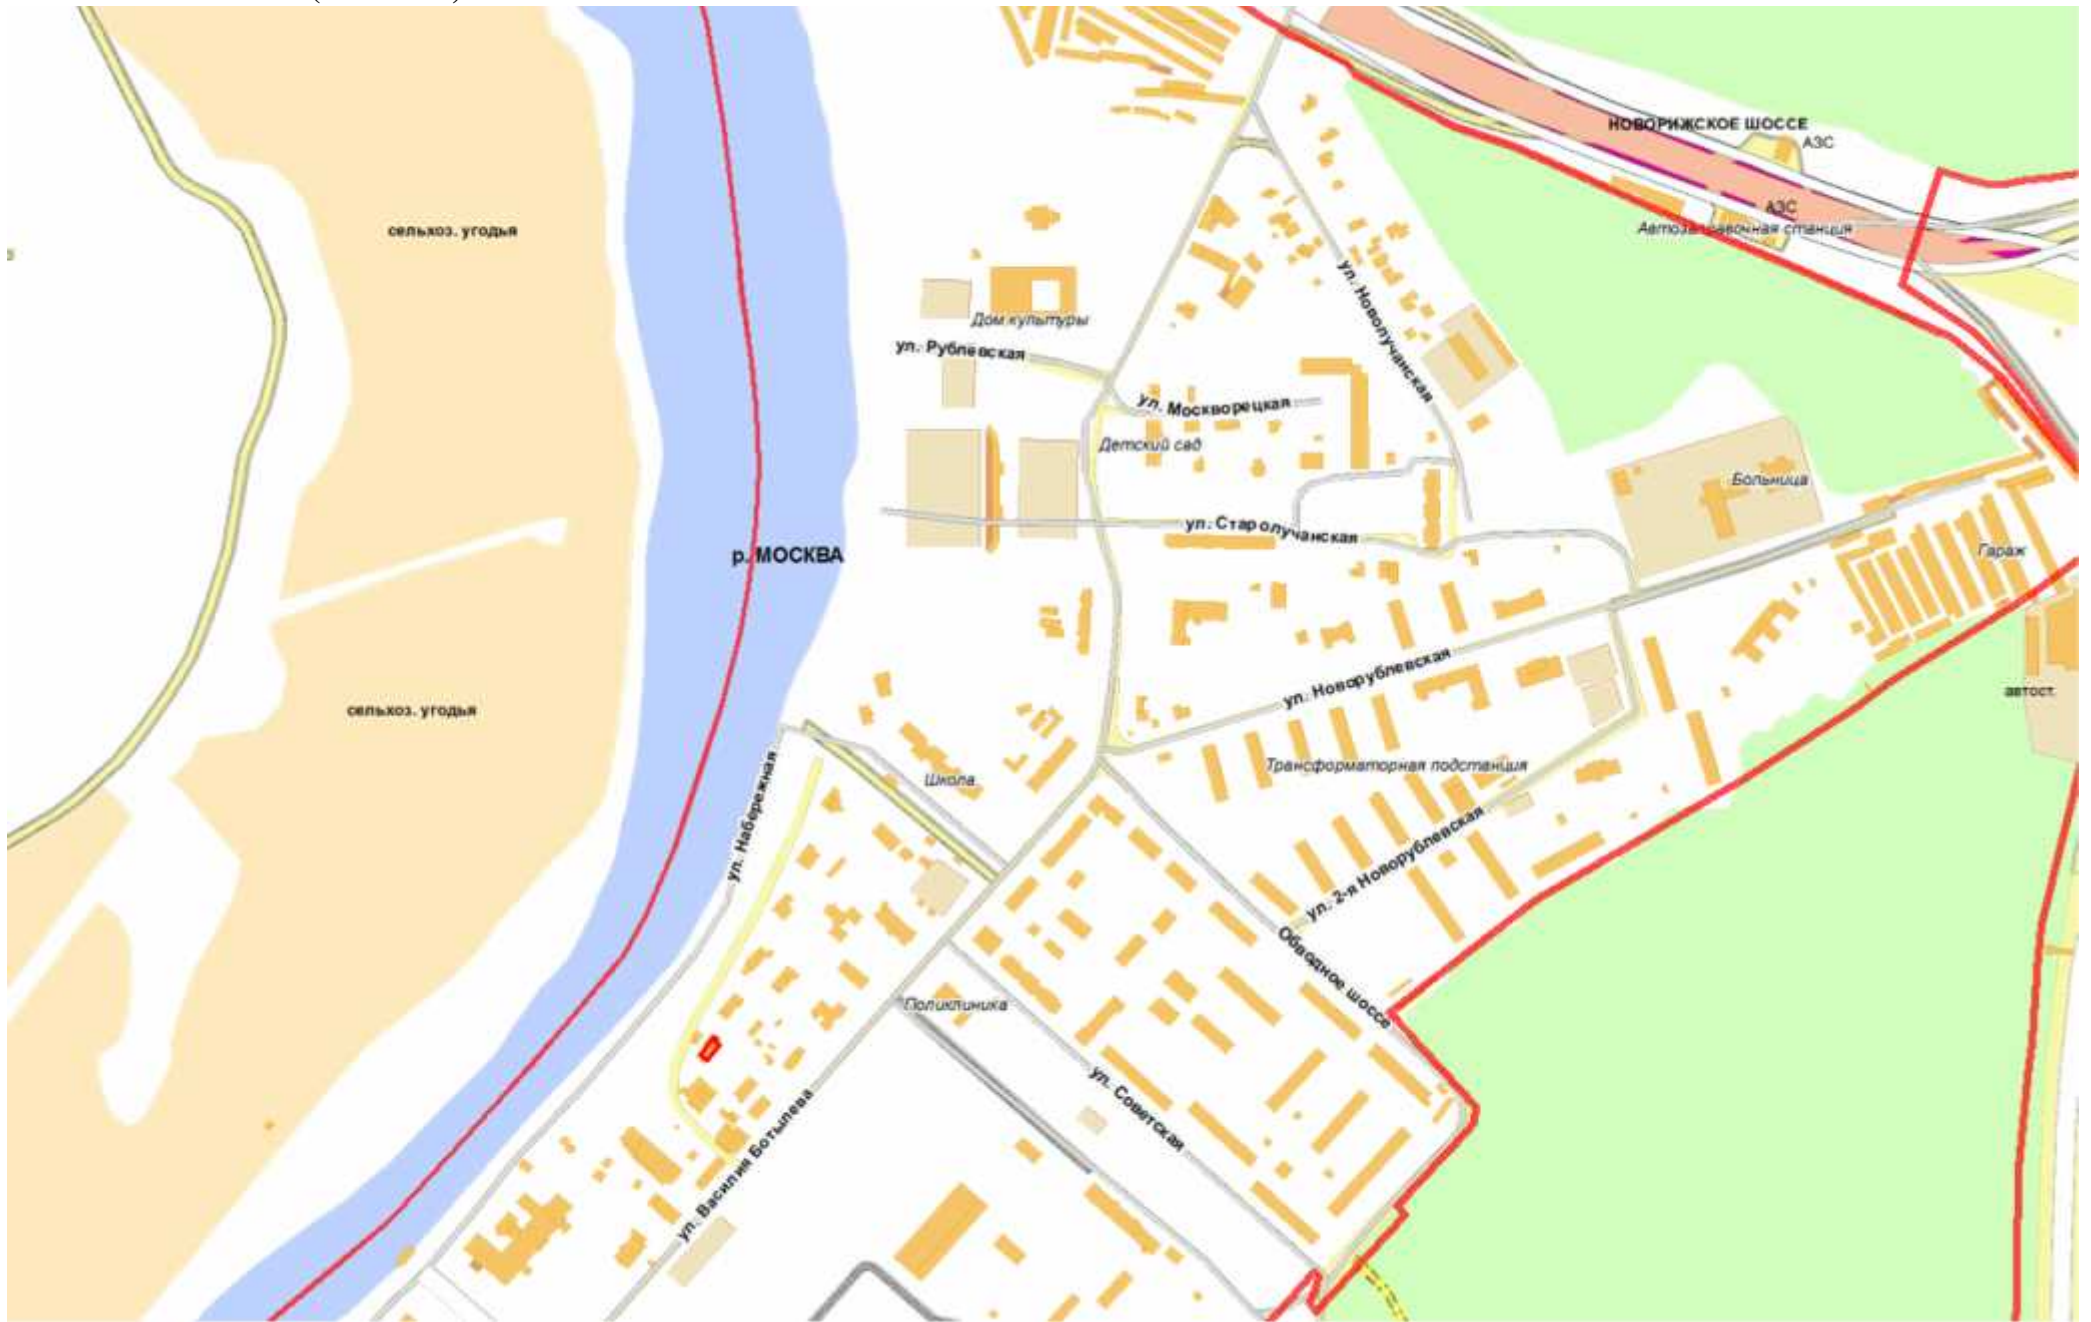 НОВОРИЖСКОЕ ШОССЕ
АЗС
АЗС
Автозаправочная станция
сельхоз. угодья
ул. Новолучанская
Дом культуры
ул. Рублевская
ул. Москворецкая
Детский сад
Больница
ул. Старолучанская
Гараж
р. МОСКВА
ул. Новорублевская
автост.
сельхоз. угодья
Трансформаторная подстанция
Школа
ул. Набережная
ул. 2-я Новорублевская
Обводное шоссе
Поликлиника
ул. Советская
ул. Василия Ботылева